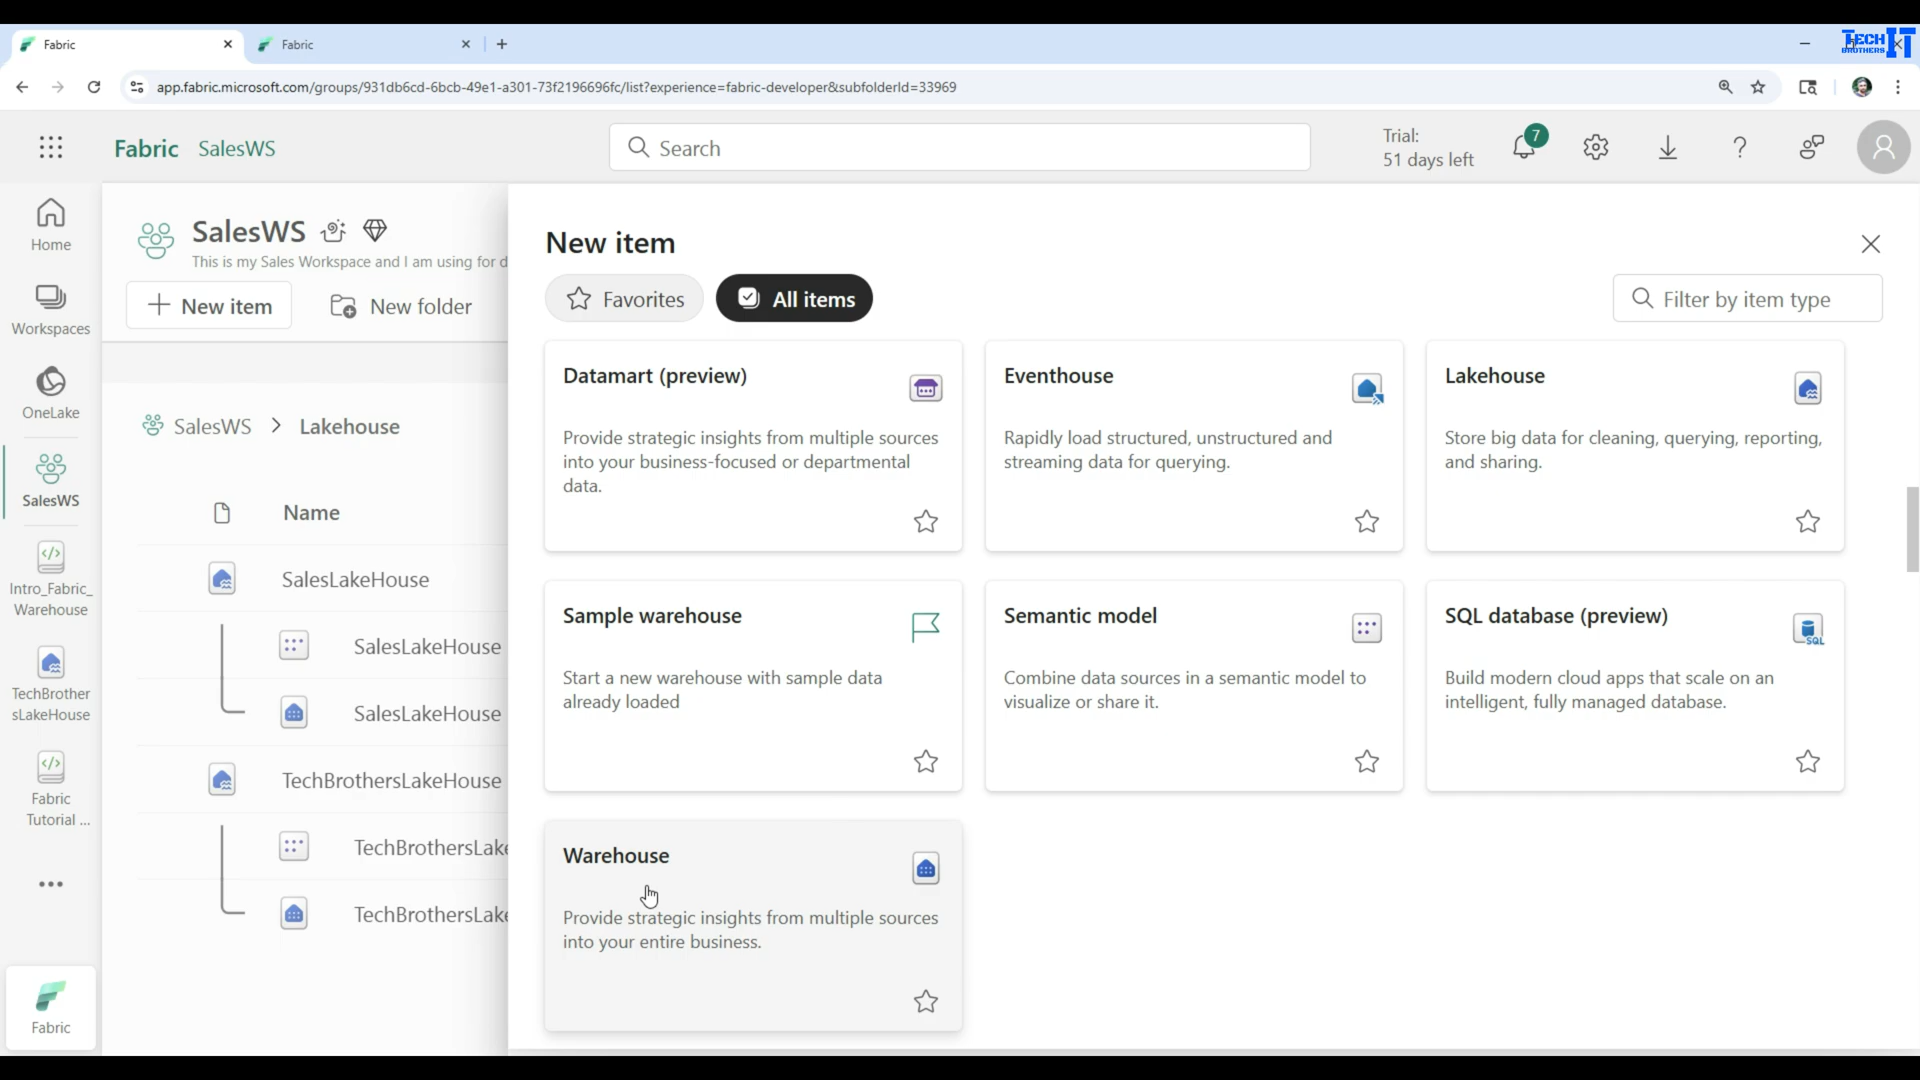 Fabric
Fabric
TECH IT
BROTHERS
app.fabric.microsoft.com/groups/931db6cd-6bcb-49e1-a301-73f2196696fc/list?experience=fabric-developer&subfolderId=33969
Fabric SalesWS
Search
Trial:
51 days left
7
Home
Workspaces
OneLake
SalesWS
Intro_Fabric_
Warehouse
TechBrother
sLakeHouse
Fabric
Tutorial ...
Fabric
SalesWS
This is my Sales Workspace and I am using for d
New item
New folder
SalesWS > Lakehouse
Name
SalesLakeHouse
SalesLakeHouse
SalesLakeHouse
TechBrothersLakeHouse
TechBrothersLake
TechBrothersLake
New item
Favorites
All items
Filter by item type
Datamart (preview)
Provide strategic insights from multiple sources
into your business-focused or departmental
data.
Eventhouse
Rapidly load structured, unstructured and
streaming data for querying.
Lakehouse
Store big data for cleaning, querying, reporting,
and sharing.
Sample warehouse
Start a new warehouse with sample data
already loaded
Semantic model
Combine data sources in a semantic model to
visualize or share it.
SQL database (preview)
SQL
Build modern cloud apps that scale on an
intelligent, fully managed database.
Warehouse
Provide strategic insights from multiple sources
into your entire business.